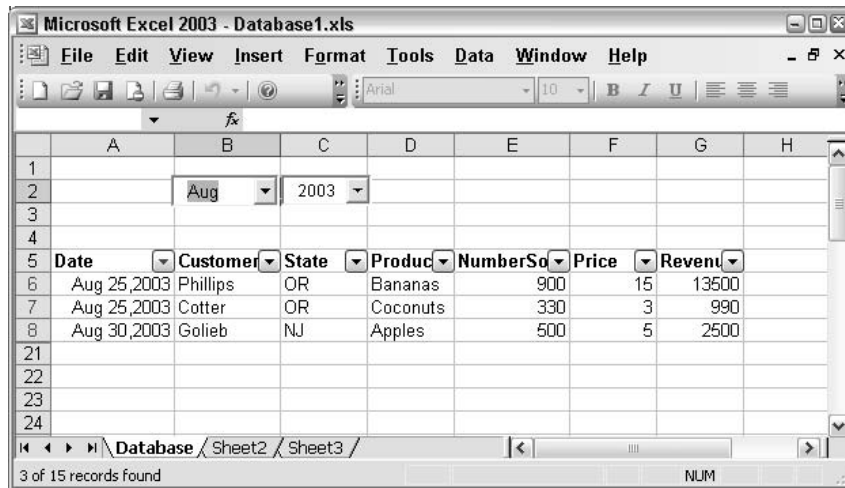 Microsoft Excel 2003 - Database1.xls
File Edit View Insert Format Tools Data Window Help
Arial 10 B I U
fx
A B C D E F G H
1
2 Aug 2003
3
4
5 Date Customer State Produc NumberSo Price Revenu
6 Aug 25,2003 Phillips OR Bananas 900 15 13500
7 Aug 25,2003 Cotter OR Coconuts 330 3 990
8 Aug 30,2003 Golieb NJ Apples 500 5 2500
21
22
23
24
Database Sheet2 Sheet3
3 of 15 records found NUM